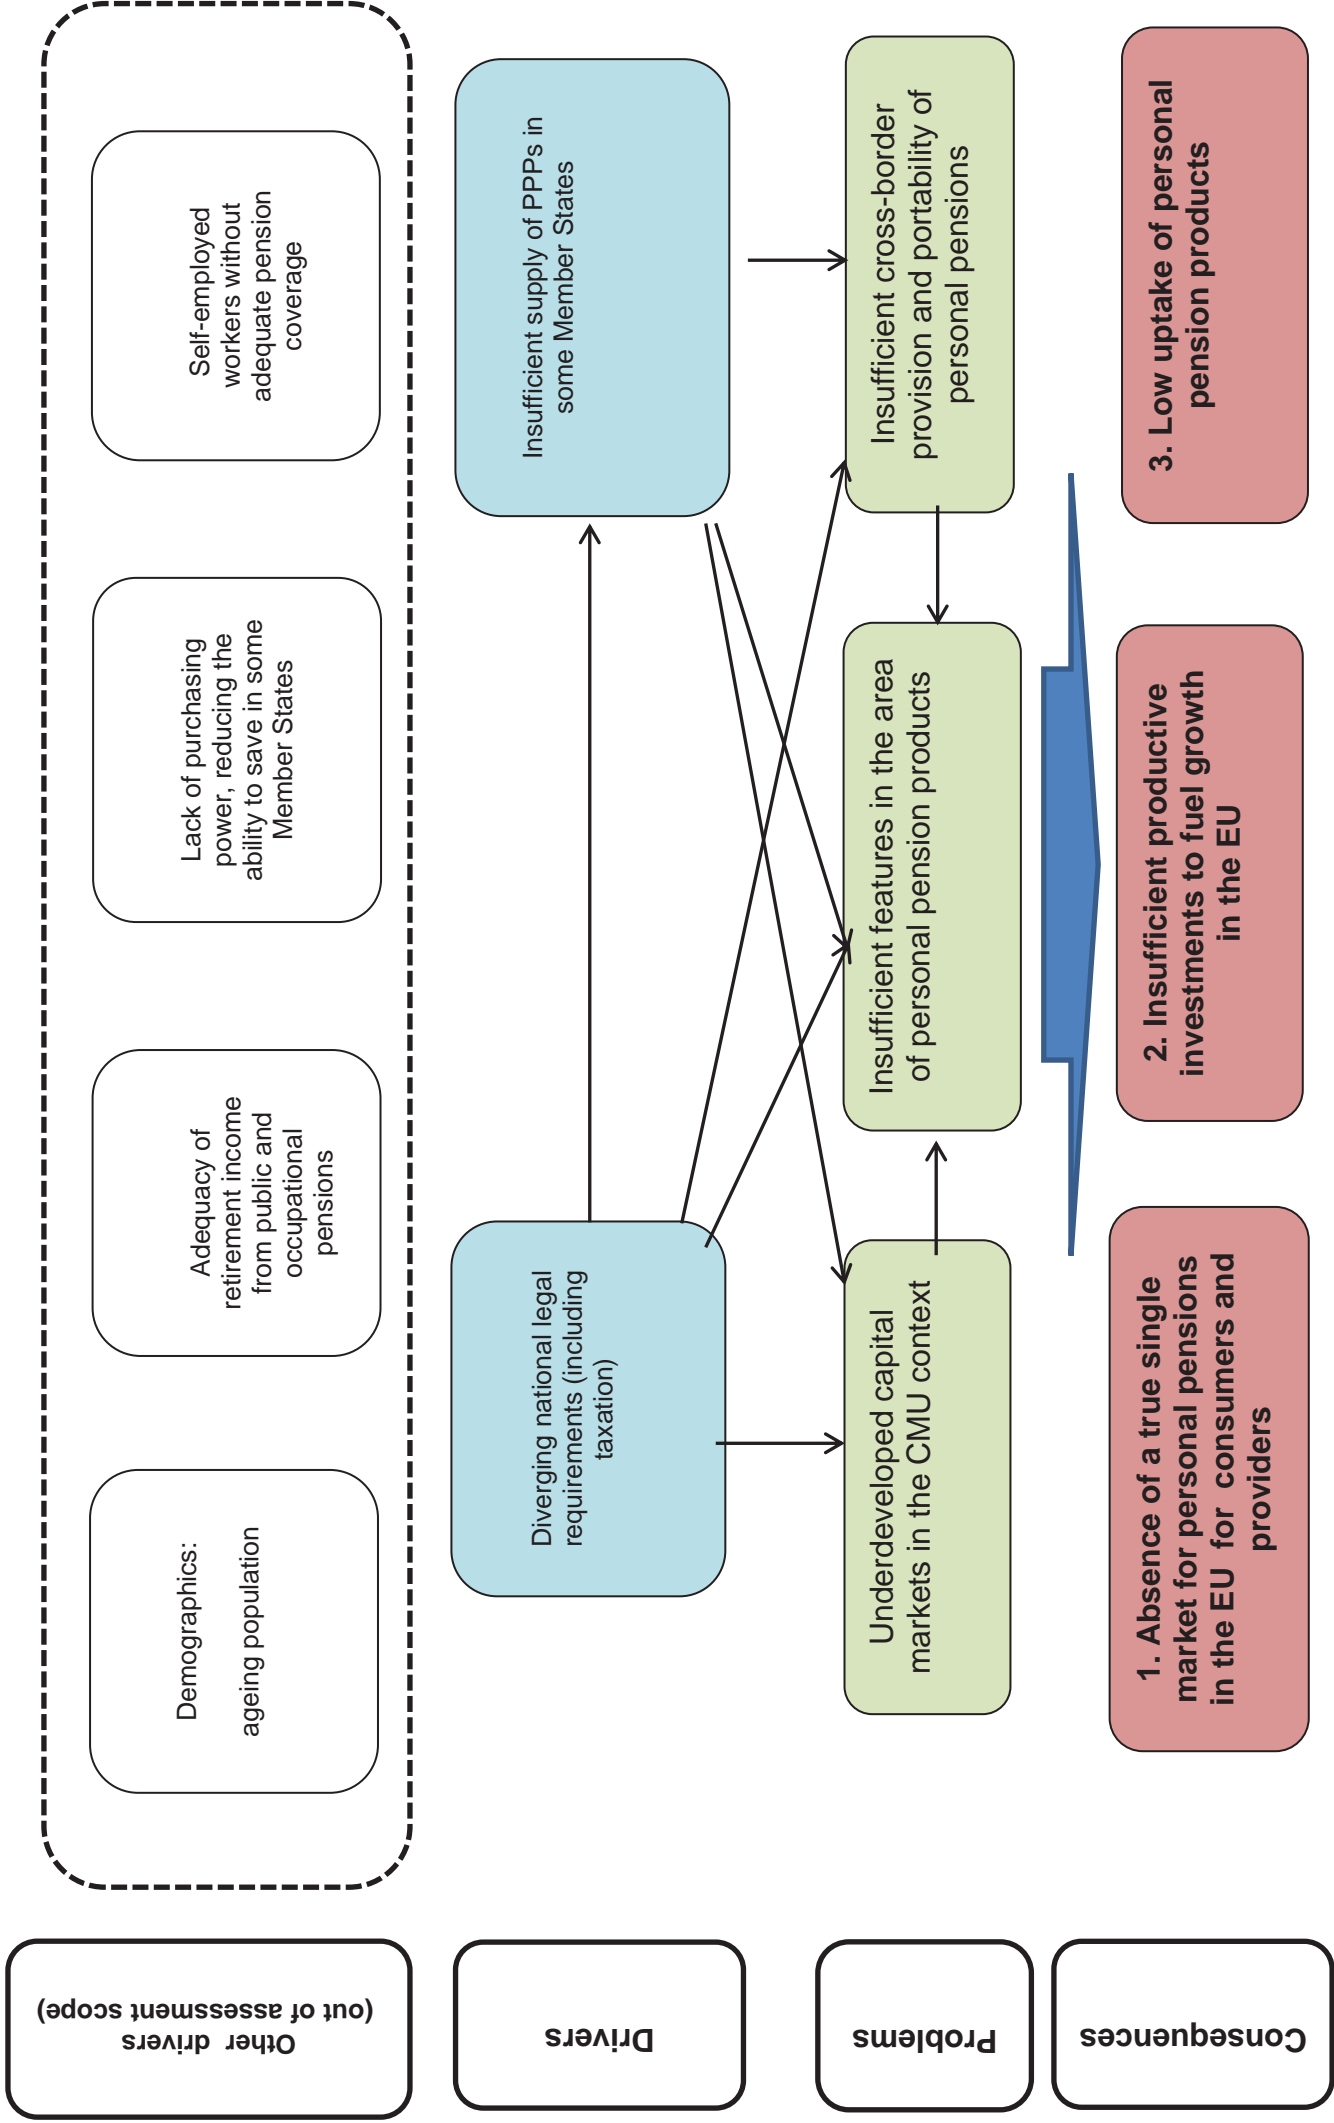 Other drivers
(out of assessment scope)
Demographics:
ageing population
Adequacy of
retirement income
from public and
occupational
pensions
Lack of purchasing
power, reducing the
ability to save in some
Member States
Self-employed
workers without
adequate pension
coverage
Drivers
Diverging national legal
requirements (including
taxation)
Insufficient supply of PPPs in
some Member States
Problems
Underdeveloped capital
markets in the CMU context
Insufficient features in the area
of personal pension products
Insufficient cross-border
provision and portability of
personal pensions
Consequences
1. Absence of a true single
market for personal pensions
in the EU for consumers and
providers
2. Insufficient productive
investments to fuel growth
in the EU
3. Low uptake of personal
pension products